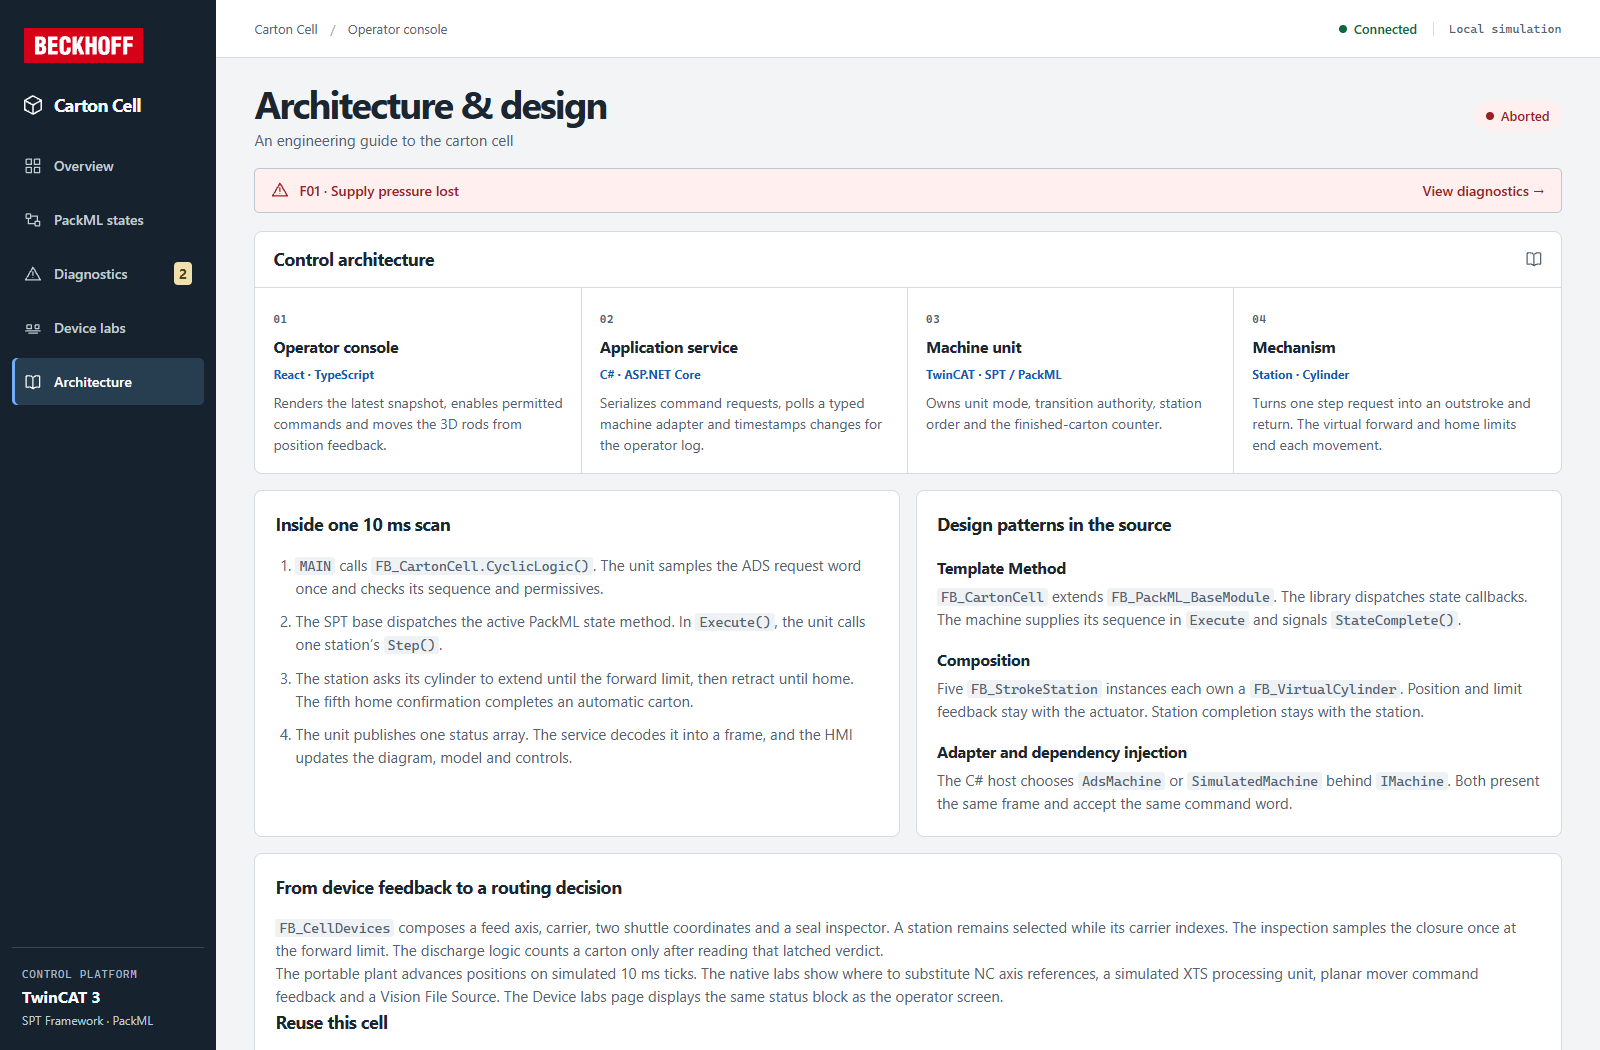 BECKHOFF
Carton Cell
Overview
PackML states
Diagnostics 2
Device labs
Architecture
CONTROL PLATFORM
TwinCAT 3
SPT Framework · PackML
Carton Cell / Operator console
Connected
Local simulation
Architecture & design
An engineering guide to the carton cell
Aborted
F01 · Supply pressure lost
View diagnostics →
Control architecture
01
Operator console
React · TypeScript
Renders the latest snapshot, enables permitted
commands and moves the 3D rods from
position feedback.
02
Application service
C# · ASP.NET Core
Serializes command requests, polls a typed
machine adapter and timestamps changes for
the operator log.
03
Machine unit
TwinCAT · SPT / PackML
Owns unit mode, transition authority, station
order and the finished-carton counter.
04
Mechanism
Station · Cylinder
Turns one step request into an outstroke and
return. The virtual forward and home limits
end each movement.
Inside one 10 ms scan
1. MAIN calls FB_CartonCell.CyclicLogic(). The unit samples the ADS request word
once and checks its sequence and permissives.
2. The SPT base dispatches the active PackML state method. In Execute(), the unit calls
one station's Step().
3. The station asks its cylinder to extend until the forward limit, then retract until home.
The fifth home confirmation completes an automatic carton.
4. The unit publishes one status array. The service decodes it into a frame, and the HMI
updates the diagram, model and controls.
Design patterns in the source
Template Method
FB_CartonCell extends FB_PackML_BaseModule. The library dispatches state callbacks.
The machine supplies its sequence in Execute and signals StateComplete().
Composition
Five FB_StrokeStation instances each own a FB_VirtualCylinder. Position and limit
feedback stay with the actuator. Station completion stays with the station.
Adapter and dependency injection
The C# host chooses AdsMachine or SimulatedMachine behind IMachine. Both present
the same frame and accept the same command word.
From device feedback to a routing decision
FB_CellDevices composes a feed axis, carrier, two shuttle coordinates and a seal inspector. A station remains selected while its carrier indexes. The inspection samples the closure once at
the forward limit. The discharge logic counts a carton only after reading that latched verdict.
The portable plant advances positions on simulated 10 ms ticks. The native labs show where to substitute NC axis references, a simulated XTS processing unit, planar mover command
feedback and a Vision File Source. The Device labs page displays the same status block as the operator screen.
Reuse this cell